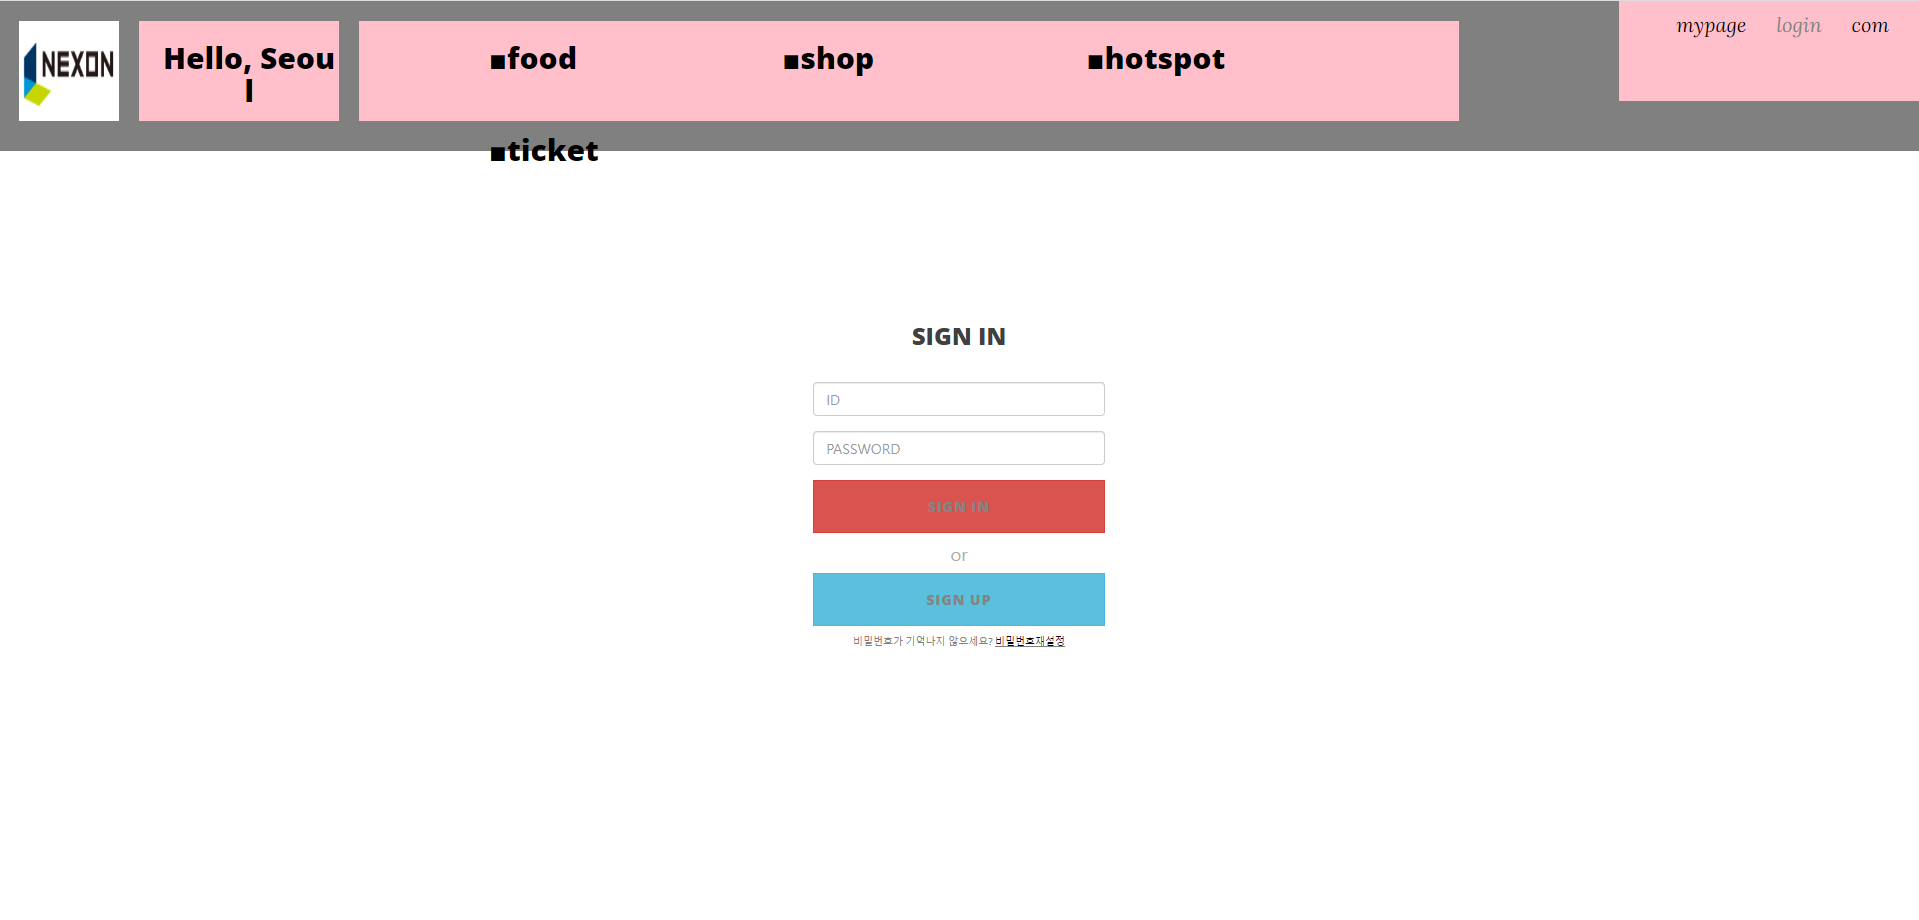 NEXON
Hello, Seou
l
■food ■shop ■hotspot
■ticket
mypage login com
SIGN IN
ID
PASSWORD
SIGN IN
or
SIGN UP
비밀번호가 기억나지 않으세요? 비밀번호재설정